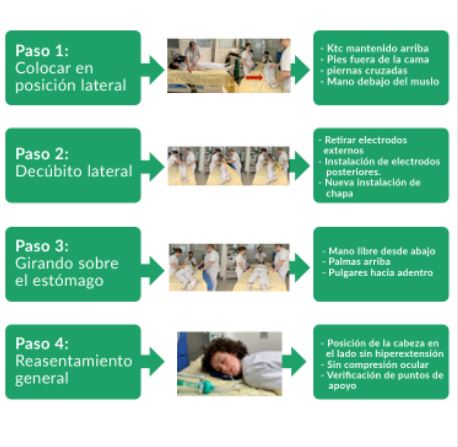 Paso 1:
Colocar en
posición lateral
- Ktc mantenido arriba
- Pies fuera de la cama
- piernas cruzadas
- Mano debajo del muslo
Paso 2:
Decúbito lateral
- Retirar electrodos
externos
- Instalación de electrodos
posteriores.
- Nueva instalación de
chapa
Paso 3:
Girando sobre
el estómago
- Mano libre desde abajo
- Palmas arriba
- Pulgares hacia adentro
Paso 4:
Reasentamiento
general
- Posición de la cabeza en
el lado sin hiperextensión
- Sin compresión ocular
- Verificación de puntos de
apoyo